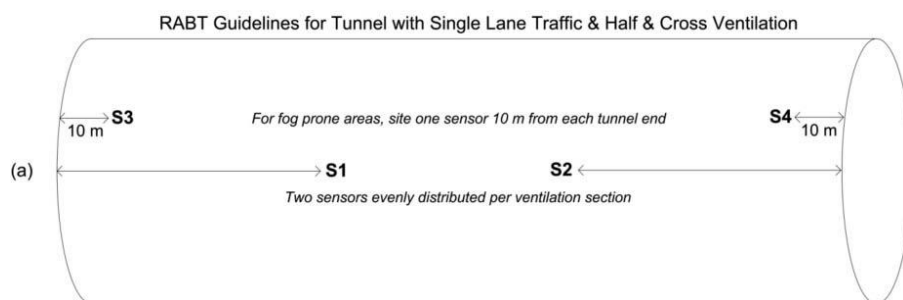 RABT Guidelines for Tunnel with Single Lane Traffic & Half & Cross Ventilation
S3
10 m
For fog prone areas, site one sensor 10 m from each tunnel end
S4
10 m
(a)
S1
S2
Two sensors evenly distributed per ventilation section